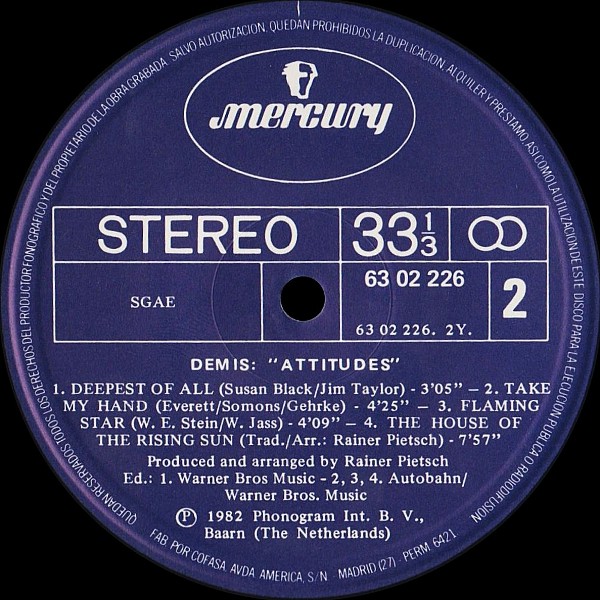 QUEDAN RESERVADOS TODOS LOS DERECHOS DEL PRODUCTOR FONOGRAFICO Y DEL PROPIETARIO DE LA OBRA GRABADA. SALVO AUTORIZACION, QUEDAN PROHIBIDOS LA DUPLICACION, ALQUILER Y PRESTAMO, ASI COMO LA UTILIZACION DE ESTE DISCO PARA LA EJECUCION PUBLICA O RADIODIFUSION
mercury
STEREO 33 1/3
63 02 226
SGAE
2
63 02 226. 2Y.
DEMIS: "ATTITUDES"
1. DEEPEST OF ALL (Susan Black/Jim Taylor) - 3'05" – 2. TAKE
MY HAND (Everett/Somons/Gehrke) - 4'25" – 3. FLAMING
STAR (W. E. Stein/W. Jass) - 4'09" – 4. THE HOUSE OF
THE RISING SUN (Trad./Arr.: Rainer Pietsch) - 7'57"
Produced and arranged by Rainer Pietsch
Ed.: 1. Warner Bros Music - 2, 3, 4. Autobahn/
Warner Bros. Music
Ⓟ 1982 Phonogram Int. B. V.,
Baarn (The Netherlands)
FAB. POR COFASA. AVDA. AMERICA, S/N - MADRID (27) - PERM. 6421